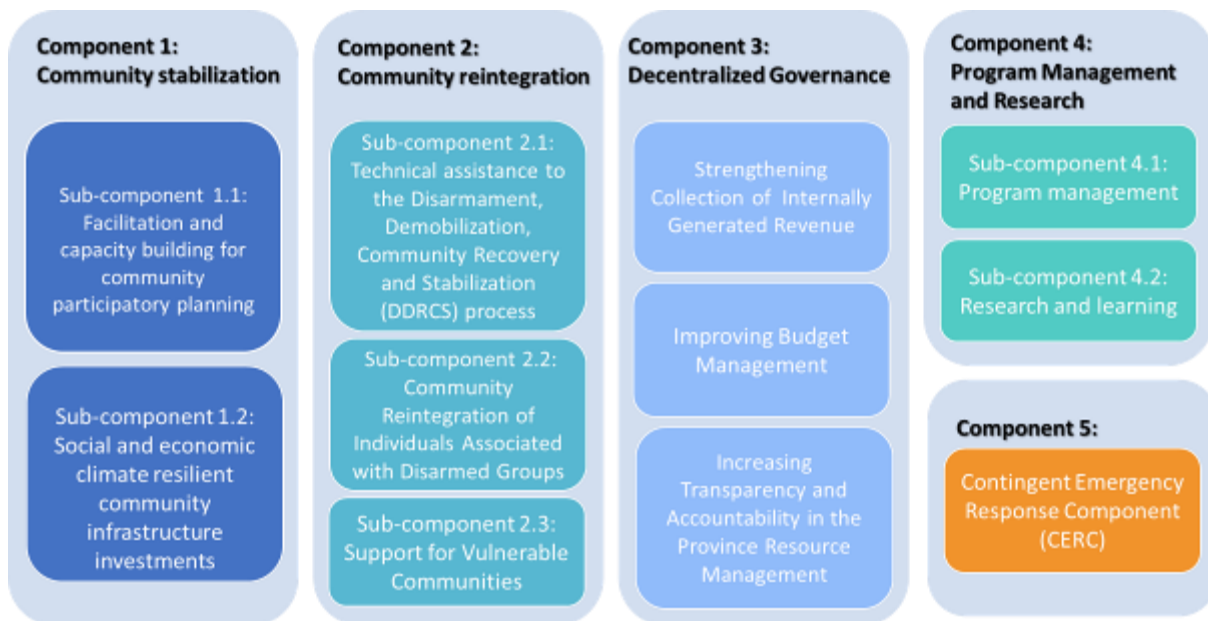 Component 1:
Community stabilization
Sub-component 1.1:
Facilitation and
capacity building for
community
participatory planning
Sub-component 1.2:
Social and economic
climate resilient
community
infrastructure
investments
Component 2:
Community reintegration
Sub-component 2.1:
Technical assistance to
the Disarmament,
Demobilization,
Community Recovery
and Stabilization
(DDRCS) process
Sub-component 2.2:
Community
Reintegration of
Individuals Associated
with Disarmed Groups
Sub-component 2.3:
Support for Vulnerable
Communities
Component 3:
Decentralized Governance
Strengthening
Collection of Internally
Generated Revenue
Improving Budget
Management
Increasing
Transparency and
Accountability in the
Province Resource
Management
Component 4:
Program Management
and Research
Sub-component 4.1:
Program management
Sub-component 4.2:
Research and learning
Component 5:
Contingent Emergency
Response Component
(CERC)